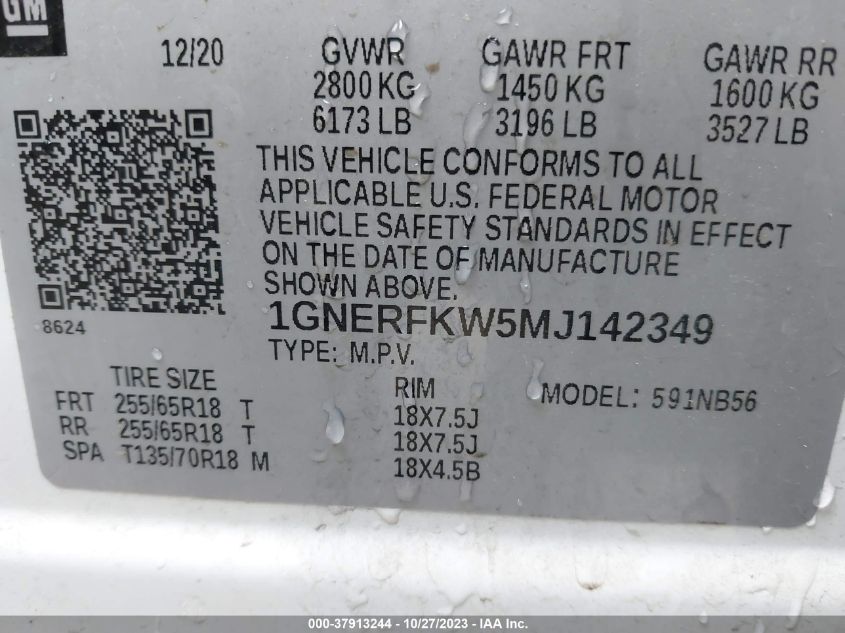 GM
12/20 GVWR GAWR FRT GAWR RR
2800 KG 1450 KG 1600 KG
6173 LB 3196 LB 3527 LB
THIS VEHICLE CONFORMS TO ALL
APPLICABLE U.S. FEDERAL MOTOR
VEHICLE SAFETY STANDARDS IN EFFECT
ON THE DATE OF MANUFACTURE
SHOWN ABOVE.
8624
1GNERFKW5MJ142349
TYPE: M.P.V.
TIRE SIZE RIM MODEL: 591NB56
FRT 255/65R18 T 18X7.5J
RR 255/65R18 T 18X7.5J
SPA T135/70R18 M 18X4.5B
000-37913244 - 10/27/2023 - IAA Inc.